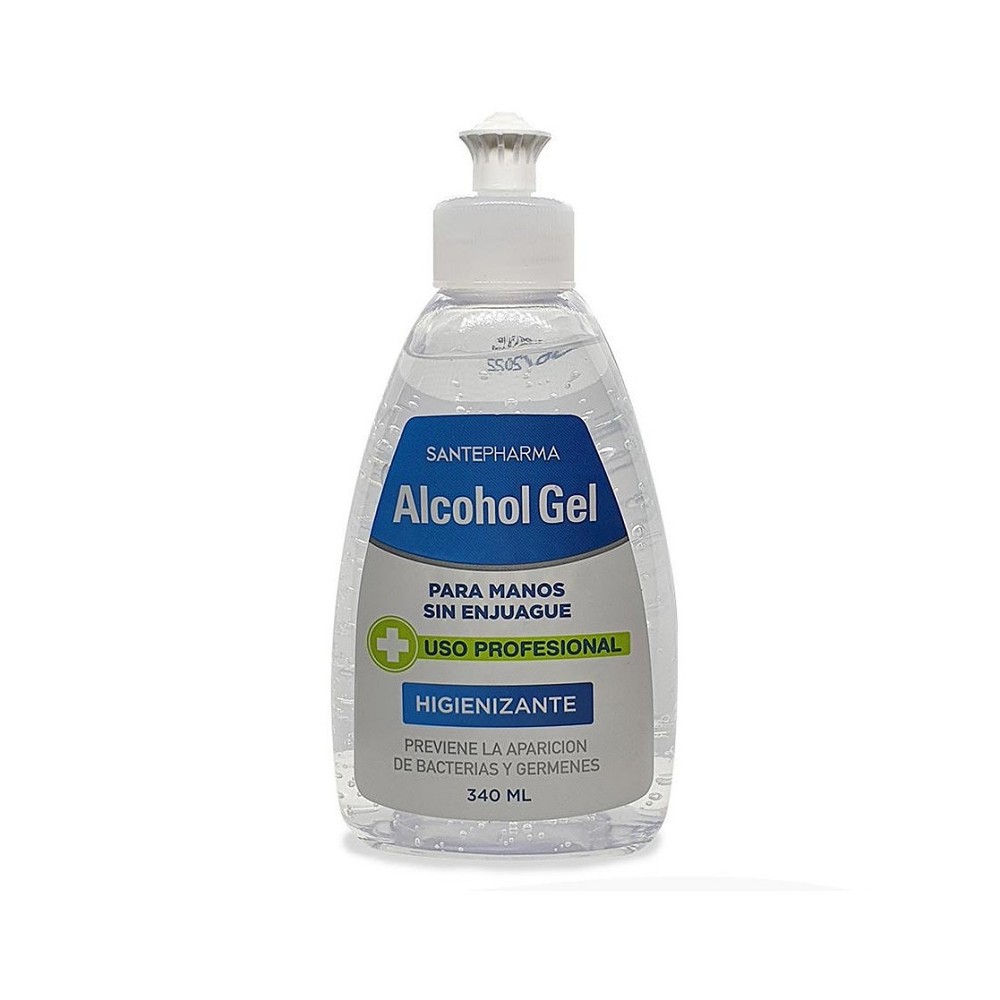 SANTEPHARMA
Alcohol Gel
PARA MANOS
SIN ENJUAGUE
USO PROFESIONAL
HIGIENIZANTE
PREVIENE LA APARICION
DE BACTERIAS Y GERMENES
340 ML